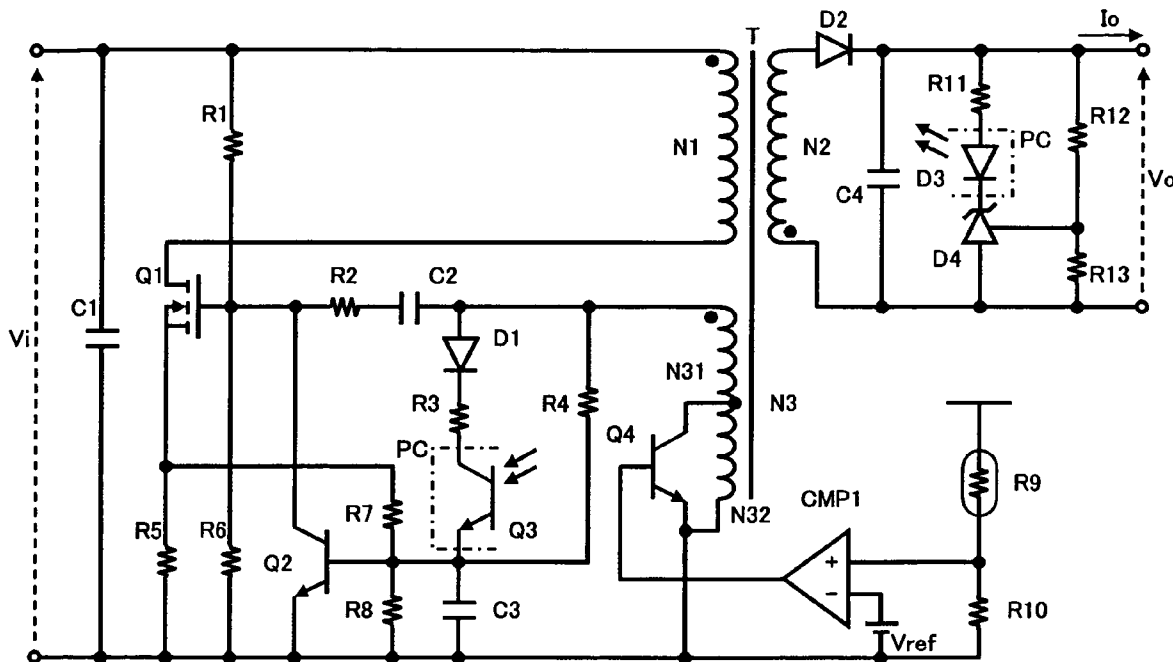 D2
T
Io
R1
R11
R12
N1
N2
PC
D3
C4
Vo
D4
R13
Q1
R2
C2
C1
Vi
D1
N31
R3
R4
N3
Q4
PC
R9
CMP1
R7
N32
R5
R6
Q3
Q2
+
-
R8
C3
R10
Vref